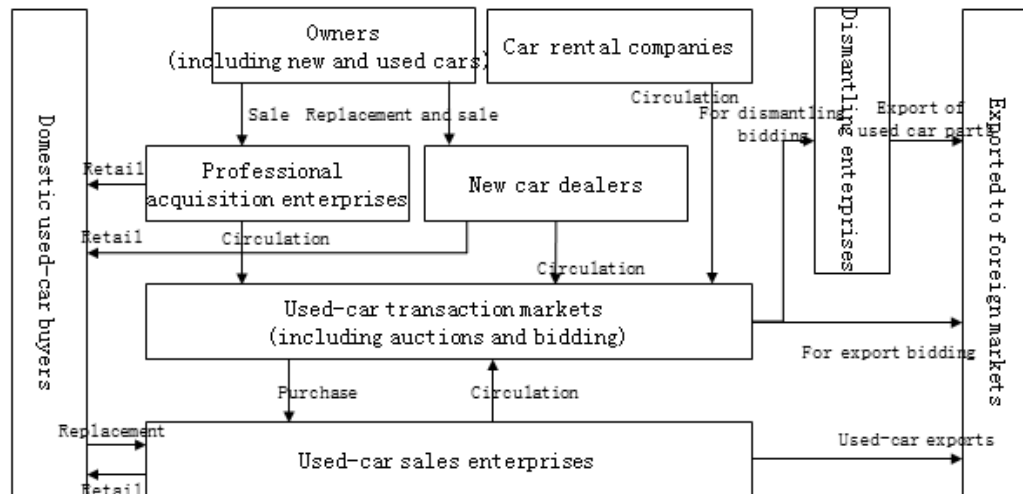 Owners
(including new and used cars)
Car rental companies
Dismantling enterprises
Exported to foreign markets
Domestic used-car buyers
Sale
Replacement and sale
Circulation
For dismantling
bidding
Export of
used car parts
Retail
Professional
acquisition enterprises
New car dealers
Retail
Circulation
Circulation
Used-car transaction markets
(including auctions and bidding)
For export bidding
Purchase
Circulation
Replacement
Used-car sales enterprises
Used-car exports
Retail